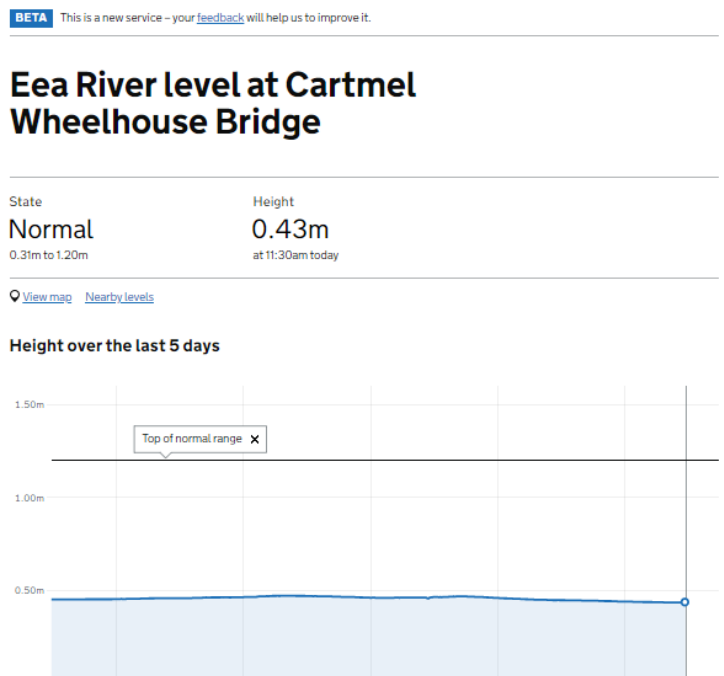 BETA This is a new service – your feedback will help us to improve it.
Eea River level at Cartmel
Wheelhouse Bridge
State
Normal
0.31m to 1.20m
Height
0.43m
at 11:30am today
View map Nearby levels
Height over the last 5 days
1.50m
Top of normal range ×
1.00m
0.50m